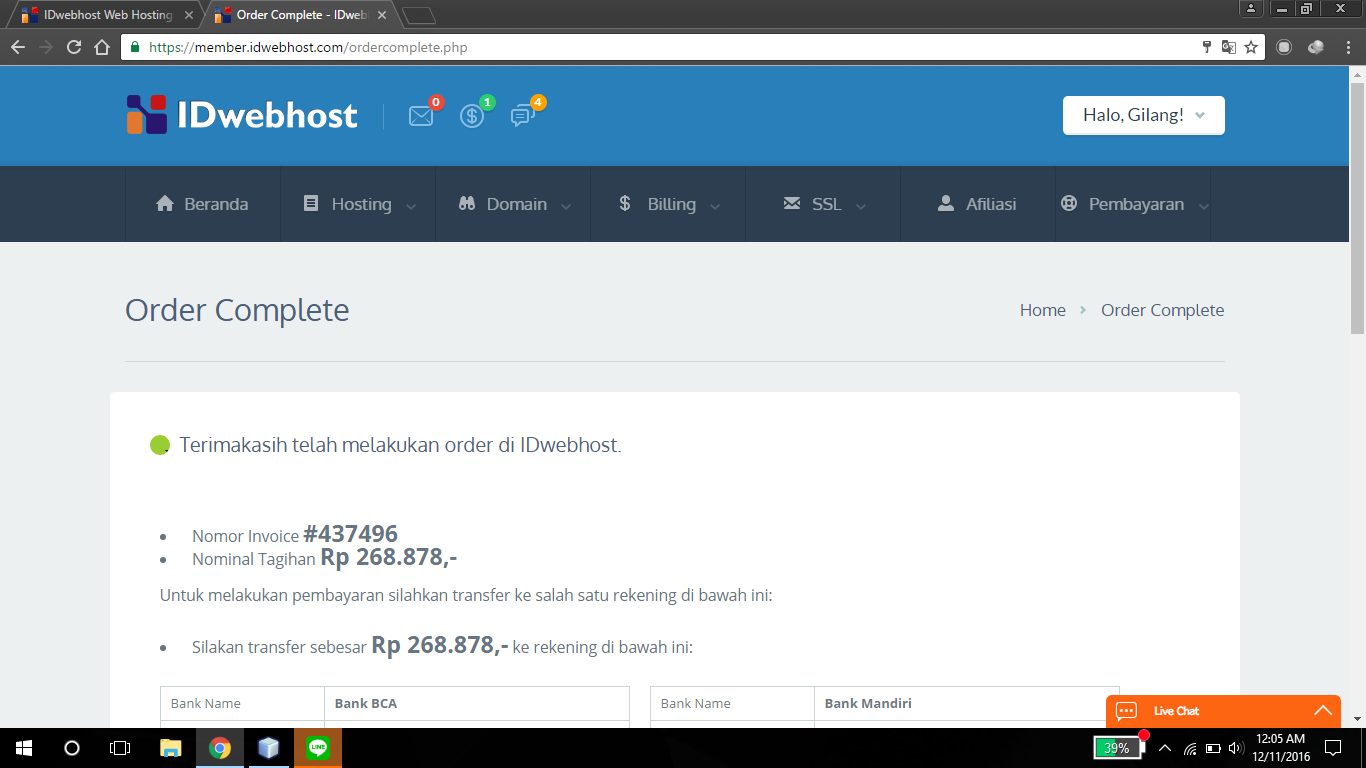 IDwebhost Web Hosting
Order Complete - IDweb
https://member.idwebhost.com/ordercomplete.php
IDwebhost
0
1
4
Halo, Gilang!
Beranda
Hosting
Domain
Billing
SSL
Afiliasi
Pembayaran
Order Complete
Home
Order Complete
Terimakasih telah melakukan order di IDwebhost.
Nomor Invoice #437496
Nominal Tagihan Rp 268.878,-
Untuk melakukan pembayaran silahkan transfer ke salah satu rekening di bawah ini:
Silakan transfer sebesar Rp 268.878,- ke rekening di bawah ini:
Bank Name Bank BCA
Bank Name Bank Mandiri
Live Chat
LINE
39%
12:05 AM
12/11/2016